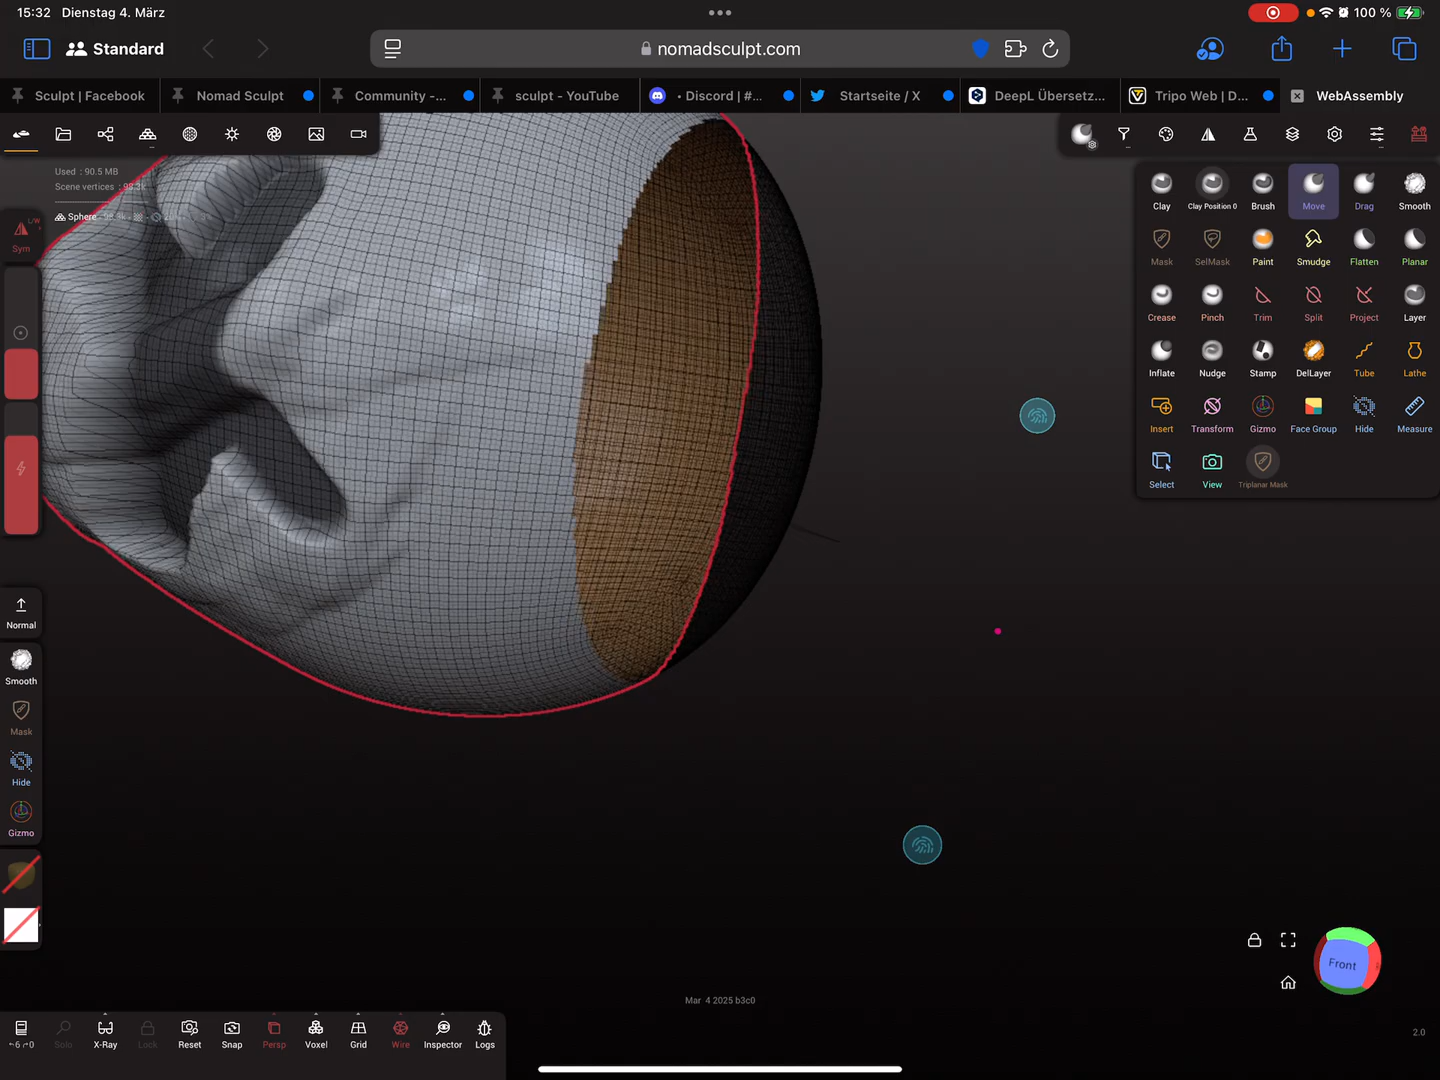 15:32 Dienstag 4. März
100 %
Standard
nomadsculpt.com
Sculpt | Facebook
Nomad Sculpt
Community -...
sculpt - YouTube
• Discord | #...
Startseite / X
DeepL Übersetz...
Tripo Web | D...
WebAssembly
Used : 90.5 MB
Scene vertices : 98.3k
Sphere
Sym
Clay
Clay Position 0
Brush
Move
Drag
Smooth
Mask
SelMask
Paint
Smudge
Flatten
Planar
Crease
Pinch
Trim
Split
Project
Layer
Inflate
Nudge
Stamp
DelLayer
Tube
Lathe
Insert
Transform
Gizmo
Face Group
Hide
Measure
Select
View
Triplanar Mask
Normal
Smooth
Mask
Hide
Gizmo
Front
Mar 4 2025 b3c0
2.0
6 0
Solo
X-Ray
Lock
Reset
Snap
Persp
Voxel
Grid
Wire
Inspector
Logs